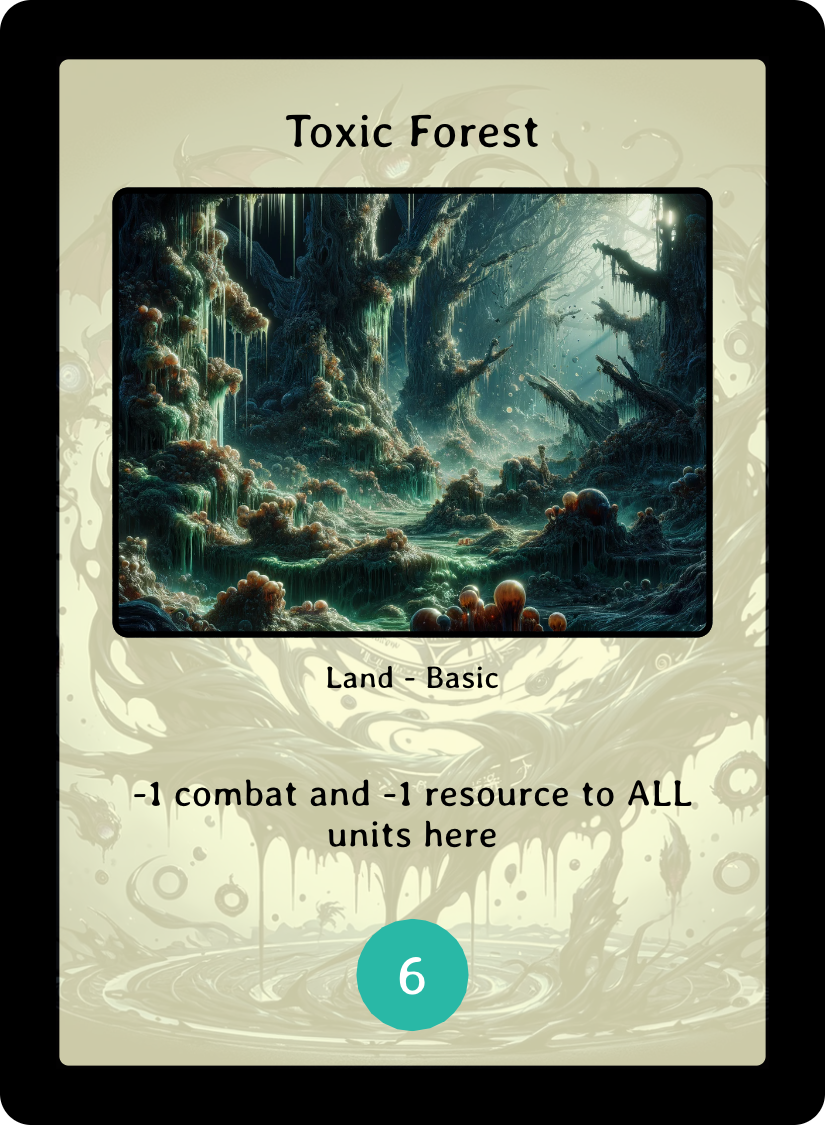 Toxic Forest
Land - Basic
-1 combat and -1 resource to ALL
units here
6